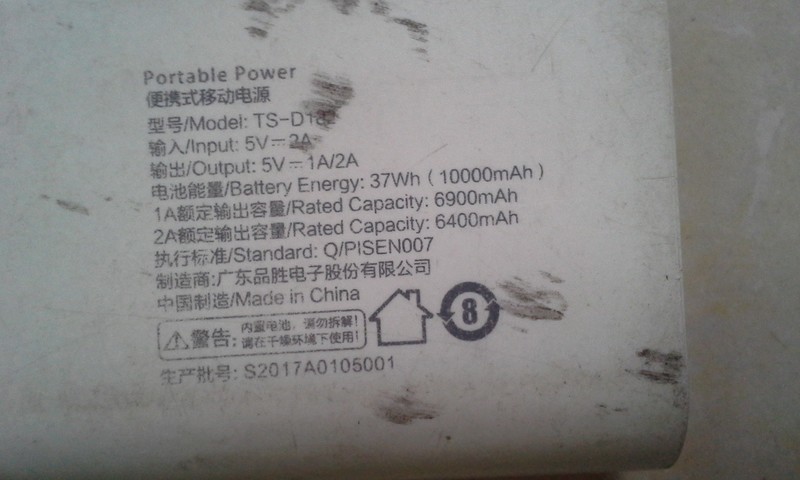 Portable Power
便携式移动电源
型号/Model:
输入/Input: 5V⎓2A
输出/Output: 5V⎓1A/2A
电池能量/Battery Energy: 37Wh（10000mAh）
1A额定输出容量/Rated Capacity: 6900mAh
2A额定输出容量/Rated Capacity: 6400mAh
执行标准/Standard: Q/PISEN007
制造商:广东品胜电子股份有限公司
中国制造/Made in China
8
警告: 内置电池，请勿拆解!
请在干燥环境下使用!
生产批号: S2017A0105001